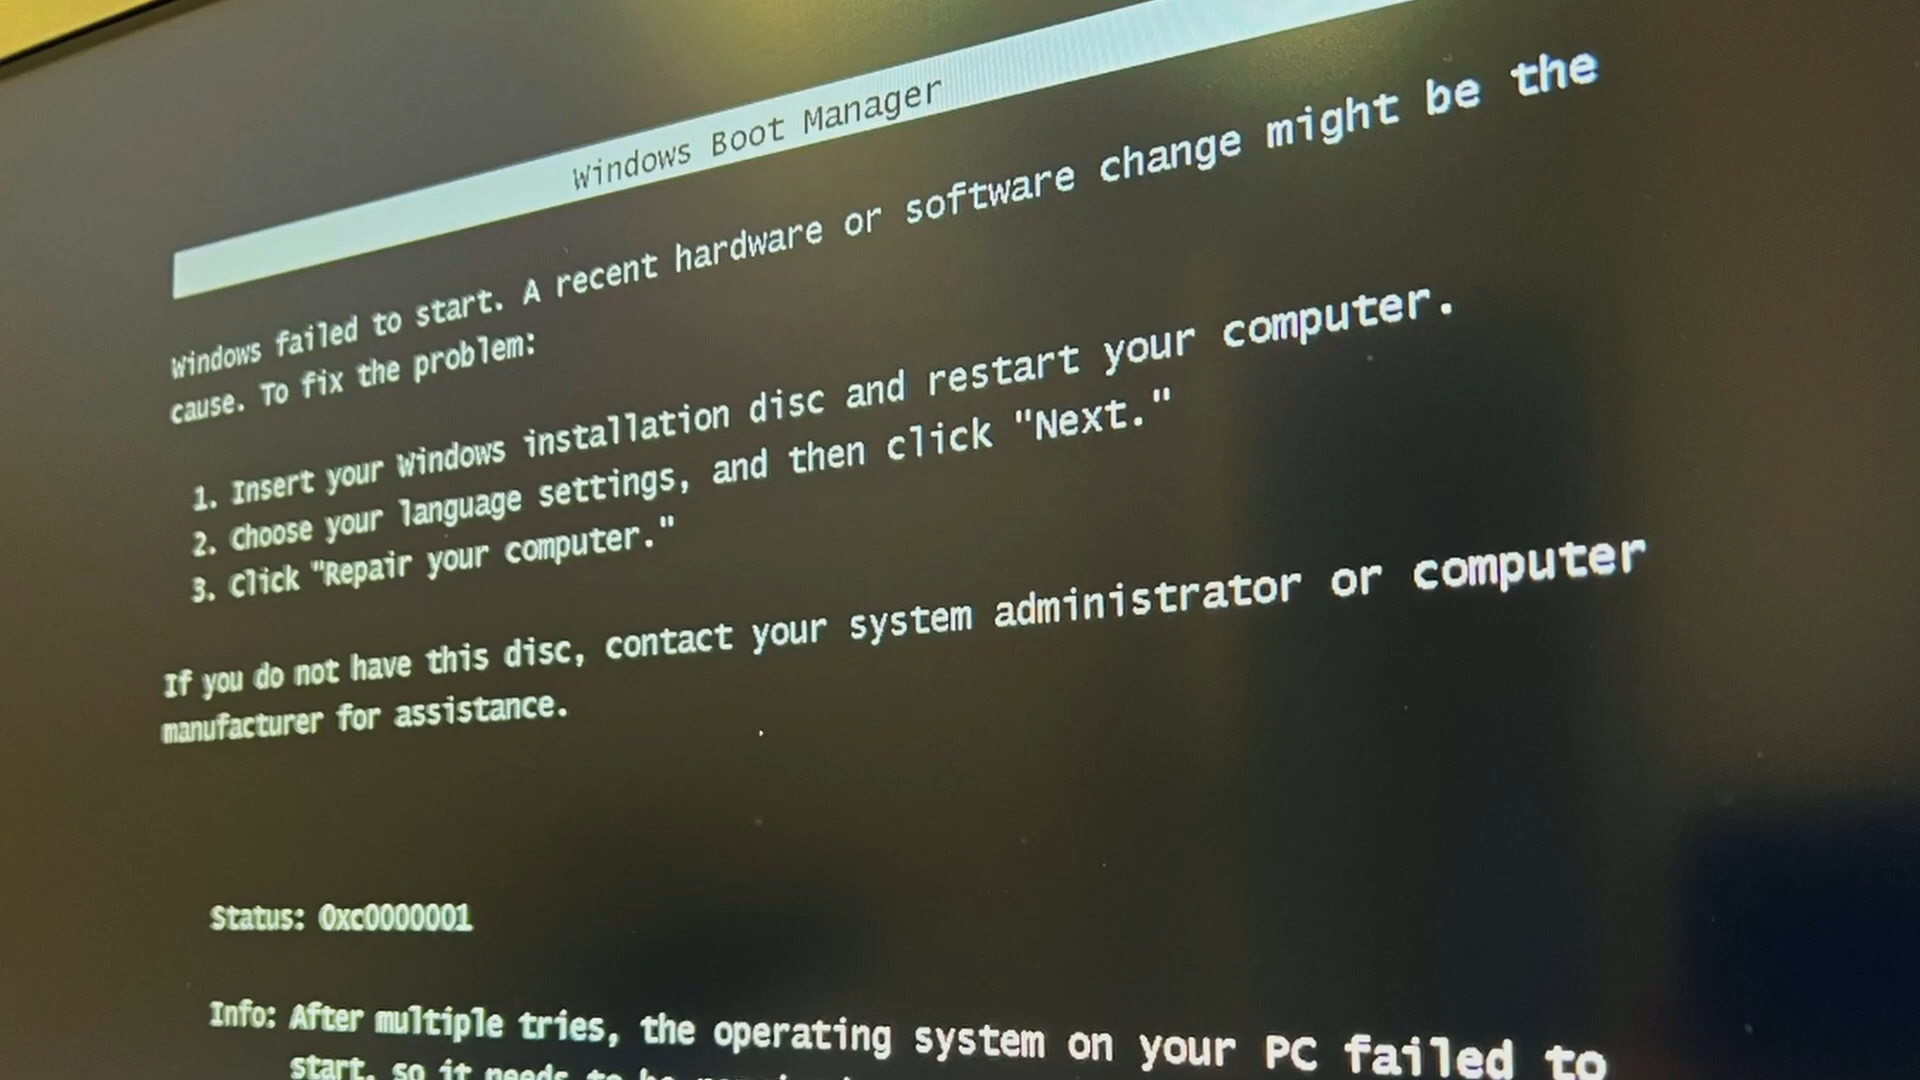 Windows Boot Manager
Windows failed to start. A recent hardware or software change might be the
cause. To fix the problem:
1. Insert your Windows installation disc and restart your computer.
2. Choose your language settings, and then click "Next."
3. Click "Repair your computer."
If you do not have this disc, contact your system administrator or computer
manufacturer for assistance.
Status: 0xc0000001
Info: After multiple tries, the operating system on your PC failed to
start, so it needs to be